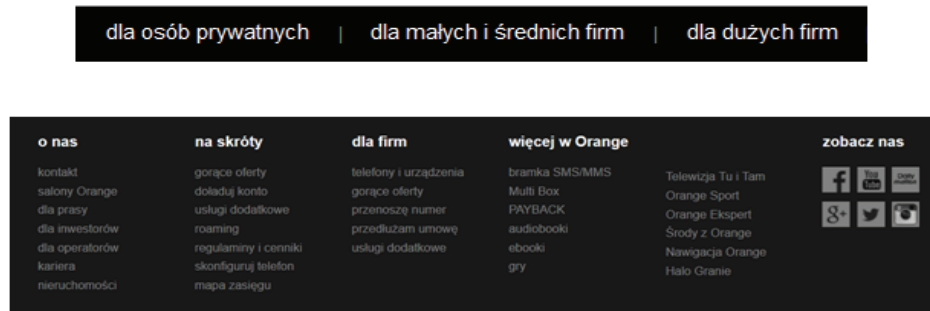 dla osób prywatnych | dla małych i średnich firm | dla dużych firm
o nas
kontakt
salony Orange
dla prasy
dla inwestorów
dla operatorów
kariera
nieruchomości
na skróty
gorące oferty
doładuj konto
usługi dodatkowe
roaming
regulaminy i cenniki
skonfiguruj telefon
mapa zasięgu
dla firm
telefony i urządzenia
gorące oferty
przenoszę numer
przedłużam umowę
usługi dodatkowe
więcej w Orange
bramka SMS/MMS
Multi Box
PAYBACK
audiobooki
ebooki
gry
Telewizja Tu i Tam
Orange Sport
Orange Ekspert
Środy z Orange
Nawigacja Orange
Halo Granie
zobacz nas
f
You
Tube
g+